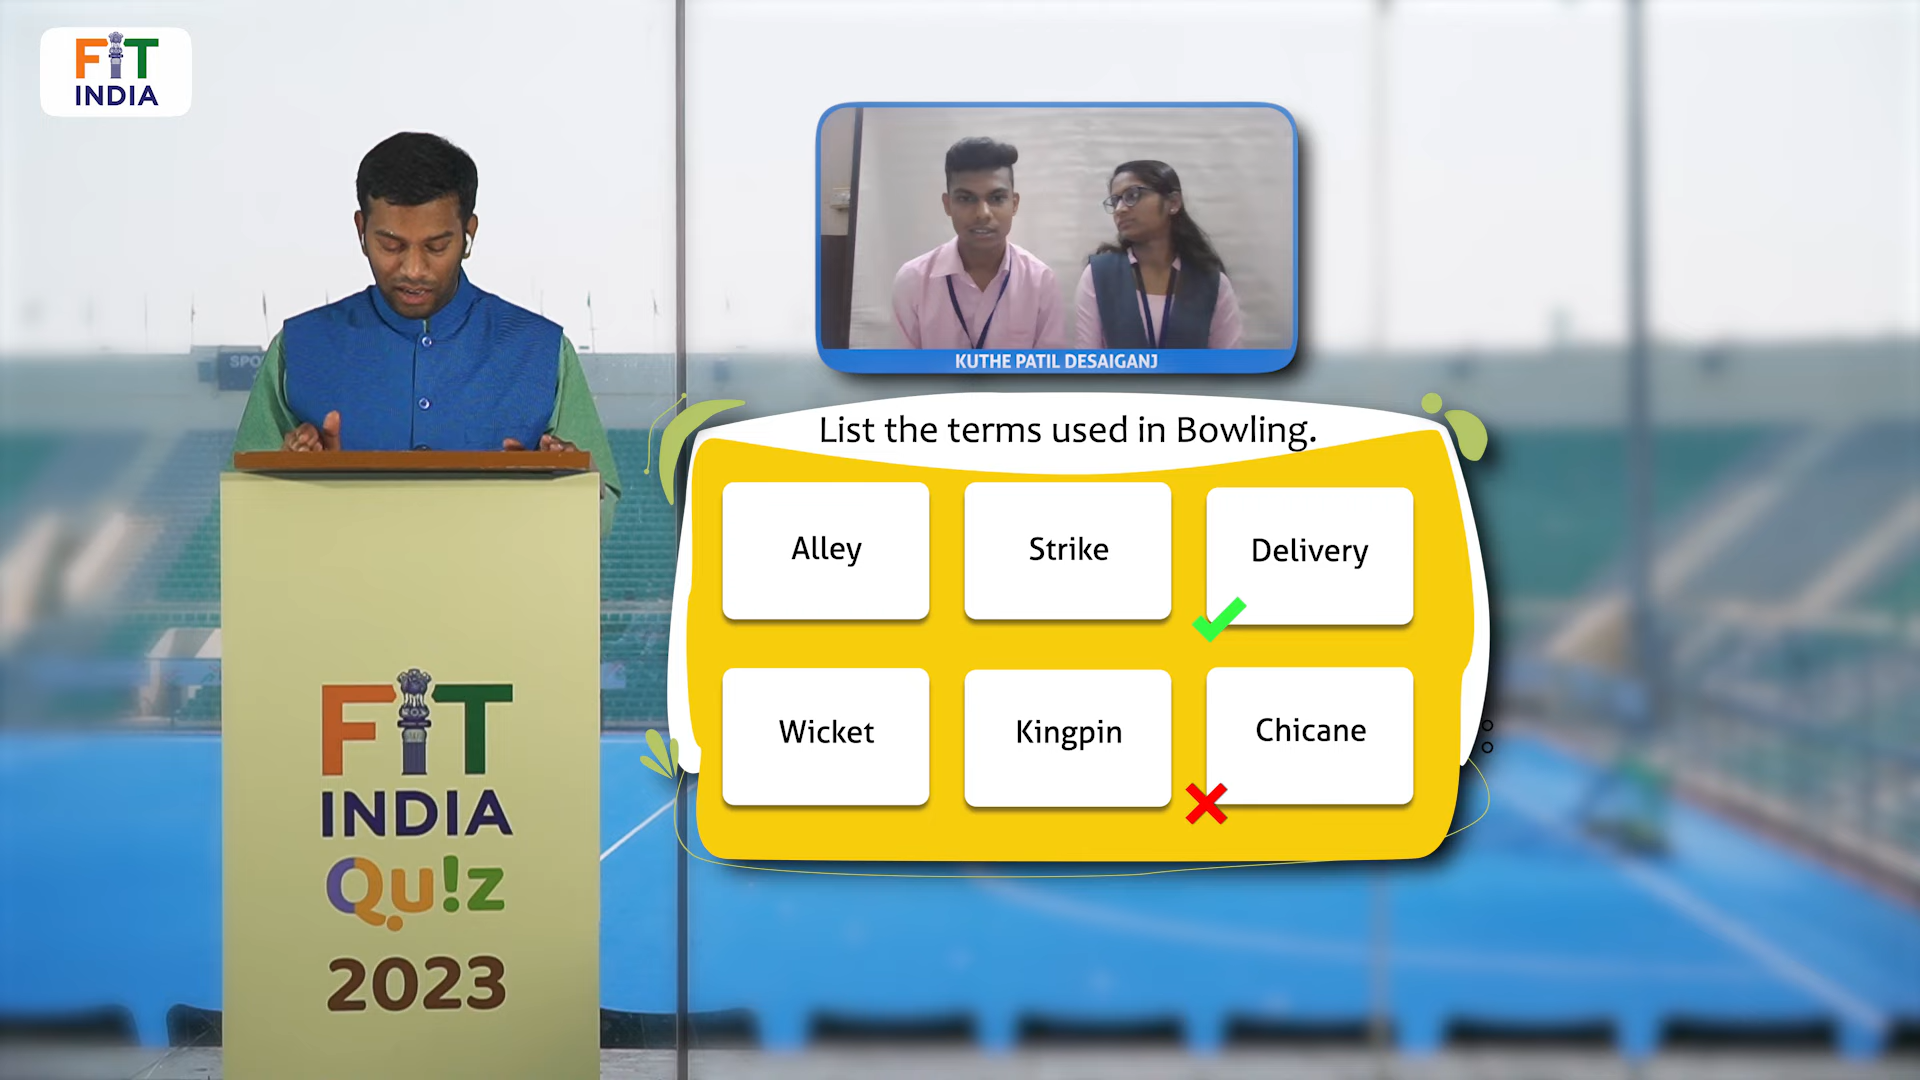 FIT
INDIA
SPO
KUTHE PATIL DESAIGANJ
List the terms used in Bowling.
Alley
Strike
Delivery
Wicket
Kingpin
Chicane
FIT
INDIA
Qu!z
2023